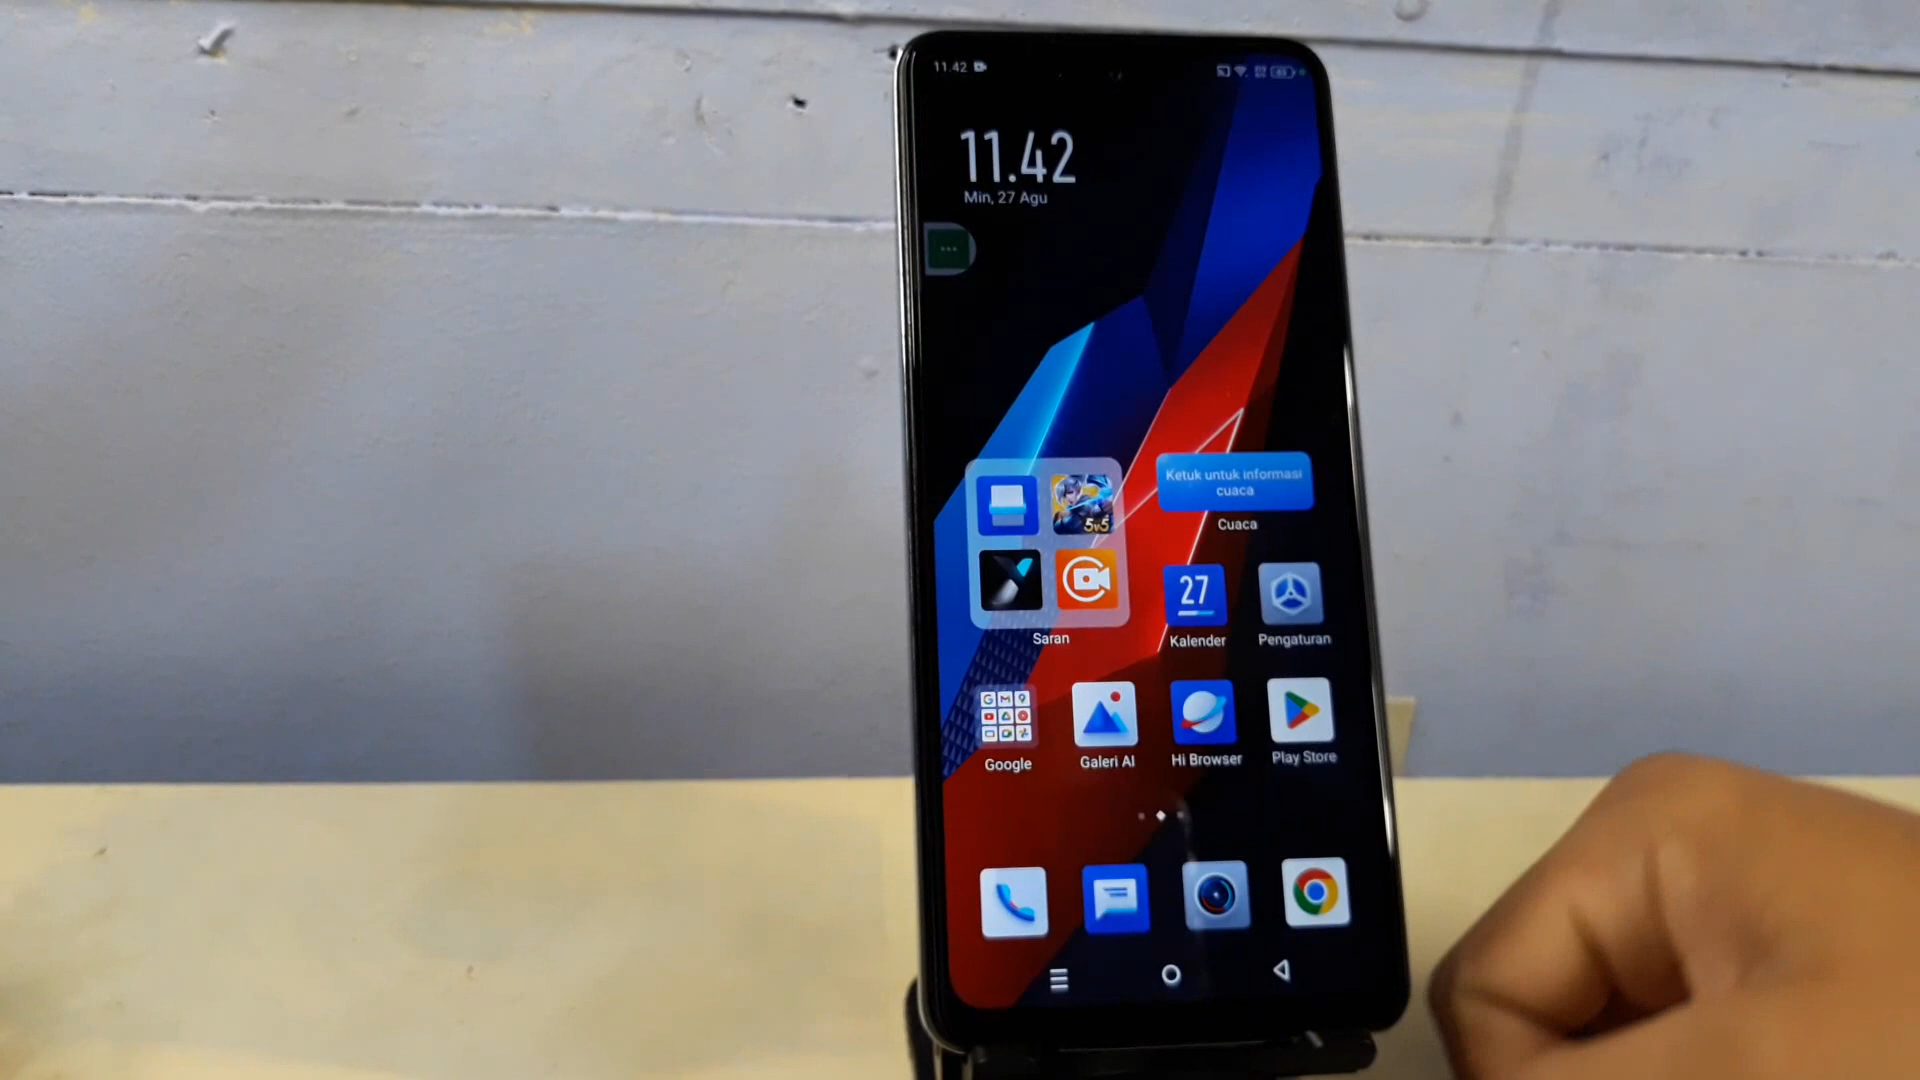 11.42
11.42
Min, 27 Agu
Ketuk untuk informasi
cuaca
Cuaca
5v5
27
Saran
Kalender
Pengaturan
Google
Galeri AI
Hi Browser
Play Store